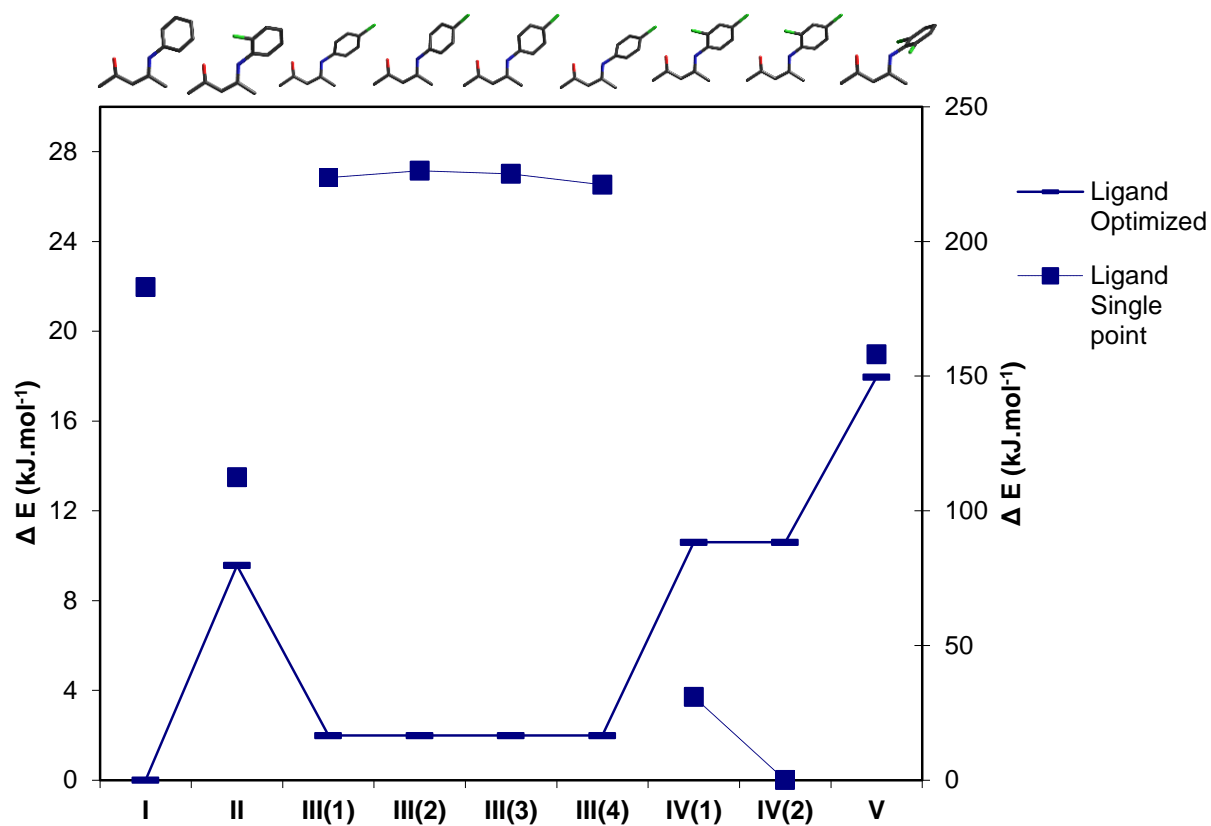 28
24
20
16
12
8
4
0
Δ E (kJ.mol-1)
250
200
150
100
50
0
Δ E (kJ.mol-1)
I II III(1) III(2) III(3) III(4) IV(1) IV(2) V
Ligand
Optimized
Ligand
Single
point